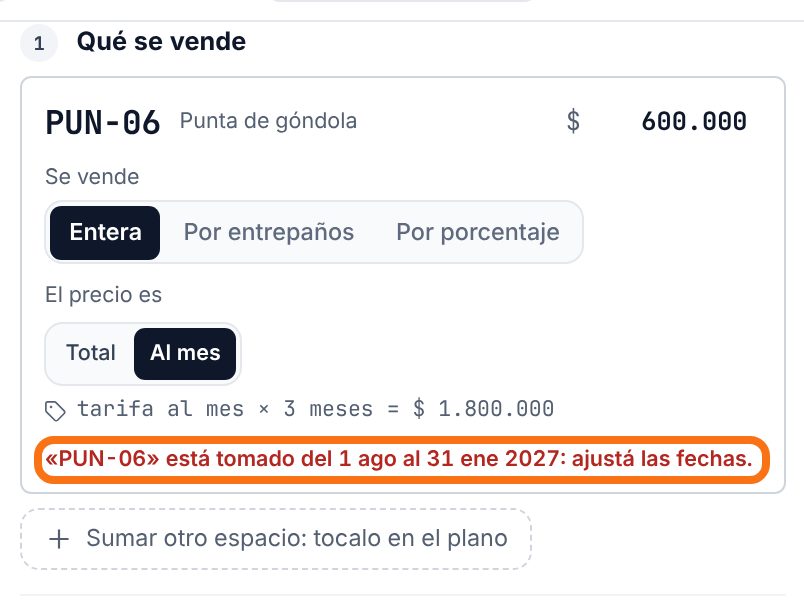 1 Qué se vende
PUN-06 Punta de góndola $ 600.000
Se vende
Entera Por entrepaños Por porcentaje
El precio es
Total Al mes
tarifa al mes × 3 meses = $ 1.800.000
«PUN-06» está tomado del 1 ago al 31 ene 2027: ajustá las fechas.
+ Sumar otro espacio: tocalo en el plano